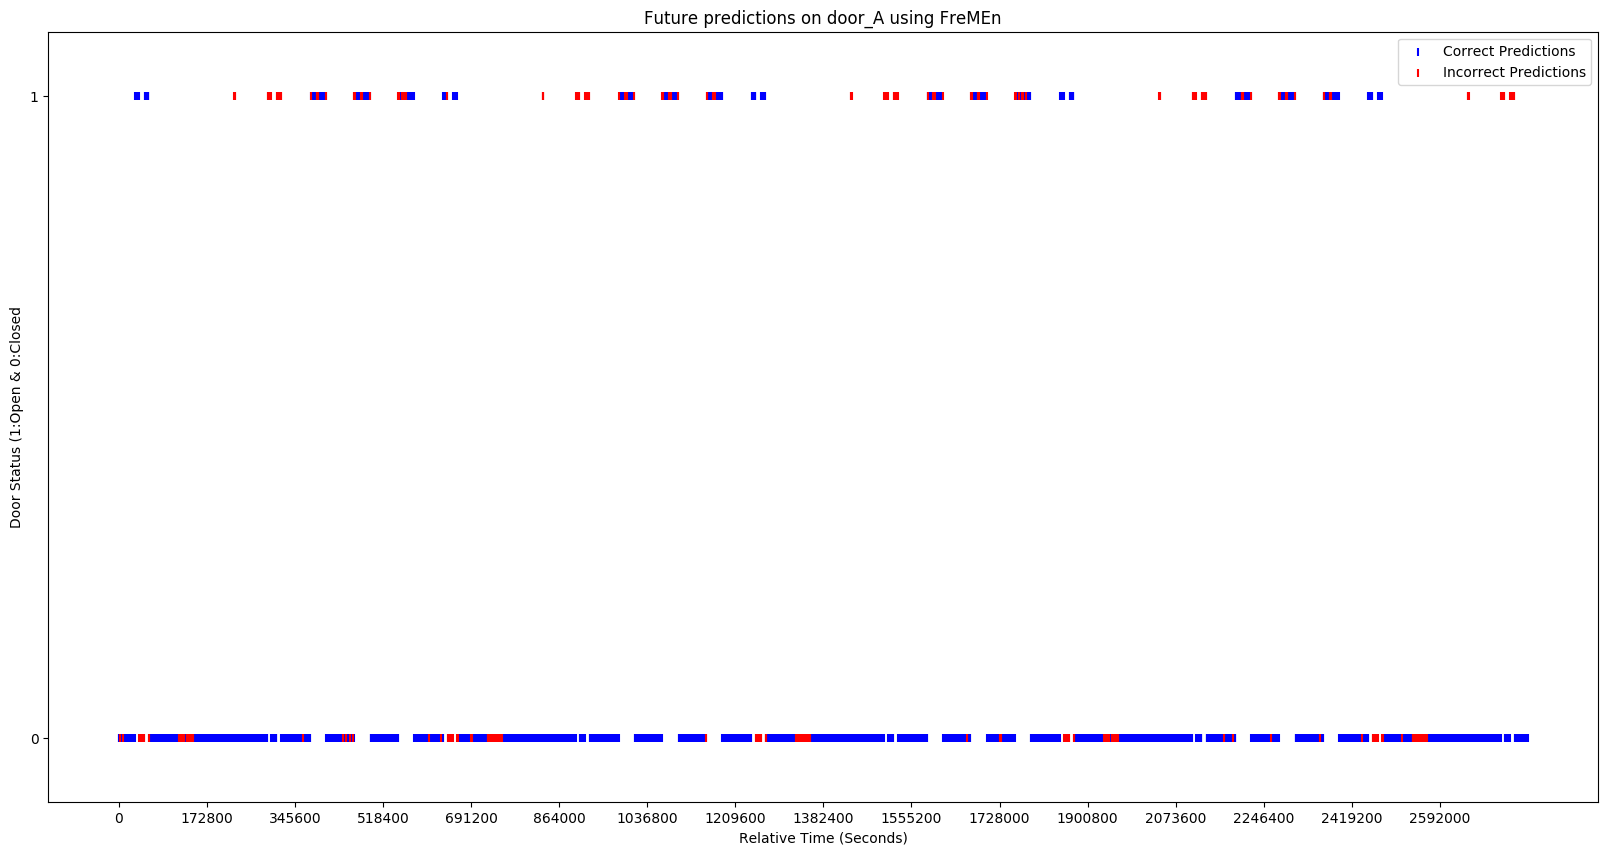 Future predictions on door_A using FreMEn
Correct Predictions
Incorrect Predictions
1
Door Status (1:Open & 0:Closed
0
0 172800 345600 518400 691200 864000 1036800 1209600 1382400 1555200 1728000 1900800 2073600 2246400 2419200 2592000
Relative Time (Seconds)